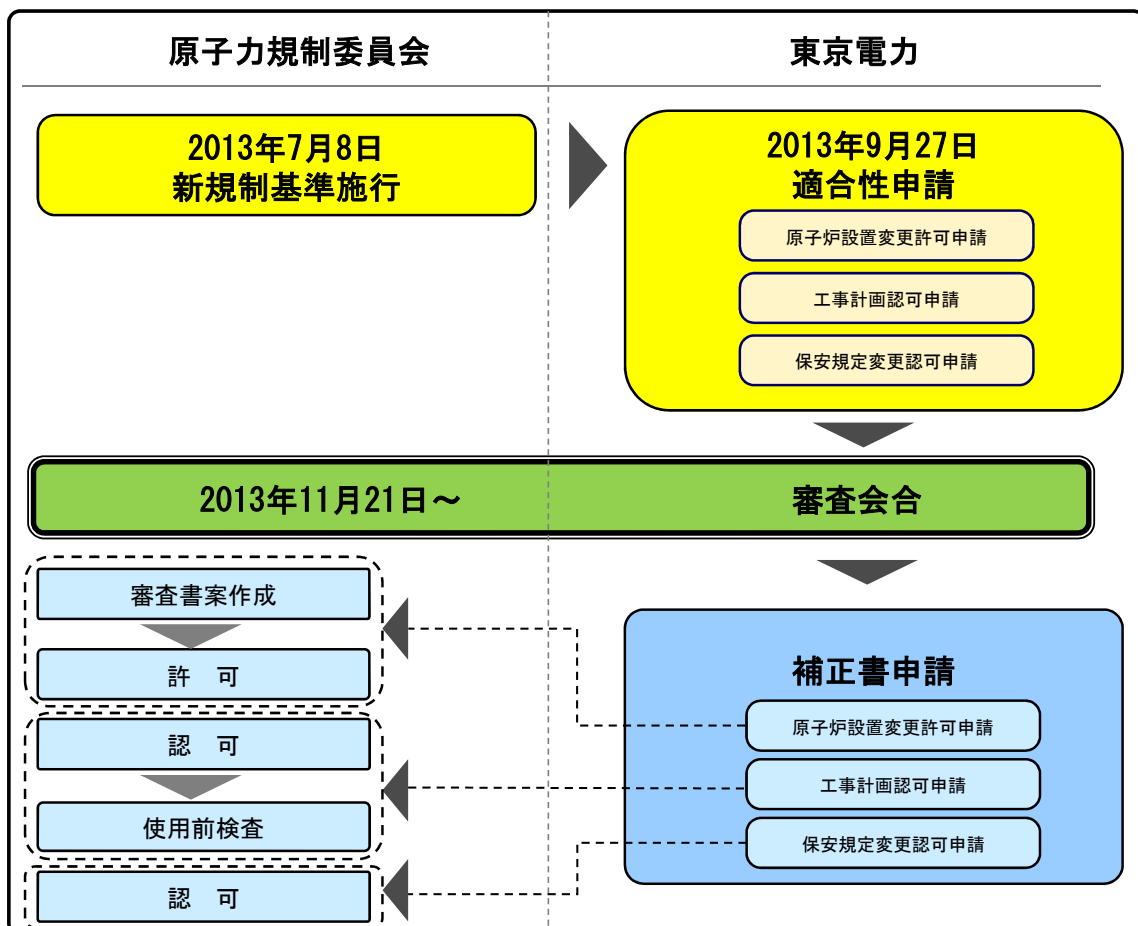 原子力規制委員会
東京電力
2013年7月8日
新規制基準施行
2013年9月27日
適合性申請
原子炉設置変更許可申請
工事計画認可申請
保安規定変更認可申請
2013年11月21日～
審査会合
審査書案作成
許　可
認　可
使用前検査
認　可
補正書申請
原子炉設置変更許可申請
工事計画認可申請
保安規定変更認可申請